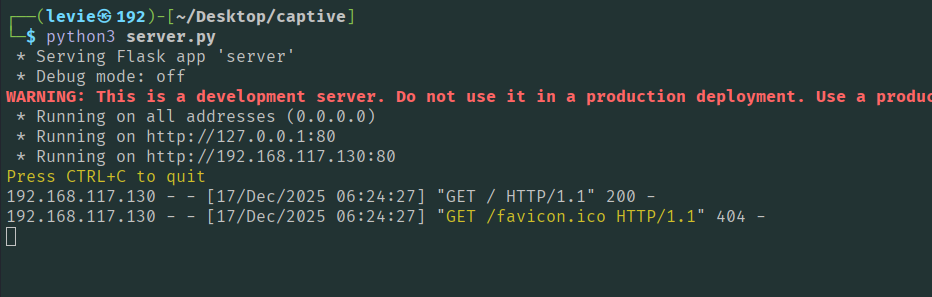 ┌──(levie㉿192)-[~/Desktop/captive]
└─$ python3 server.py
 * Serving Flask app 'server'
 * Debug mode: off
WARNING: This is a development server. Do not use it in a production deployment. Use a produc
 * Running on all addresses (0.0.0.0)
 * Running on http://127.0.0.1:80
 * Running on http://192.168.117.130:80
Press CTRL+C to quit
192.168.117.130 - - [17/Dec/2025 06:24:27] "GET / HTTP/1.1" 200 -
192.168.117.130 - - [17/Dec/2025 06:24:27] "GET /favicon.ico HTTP/1.1" 404 -